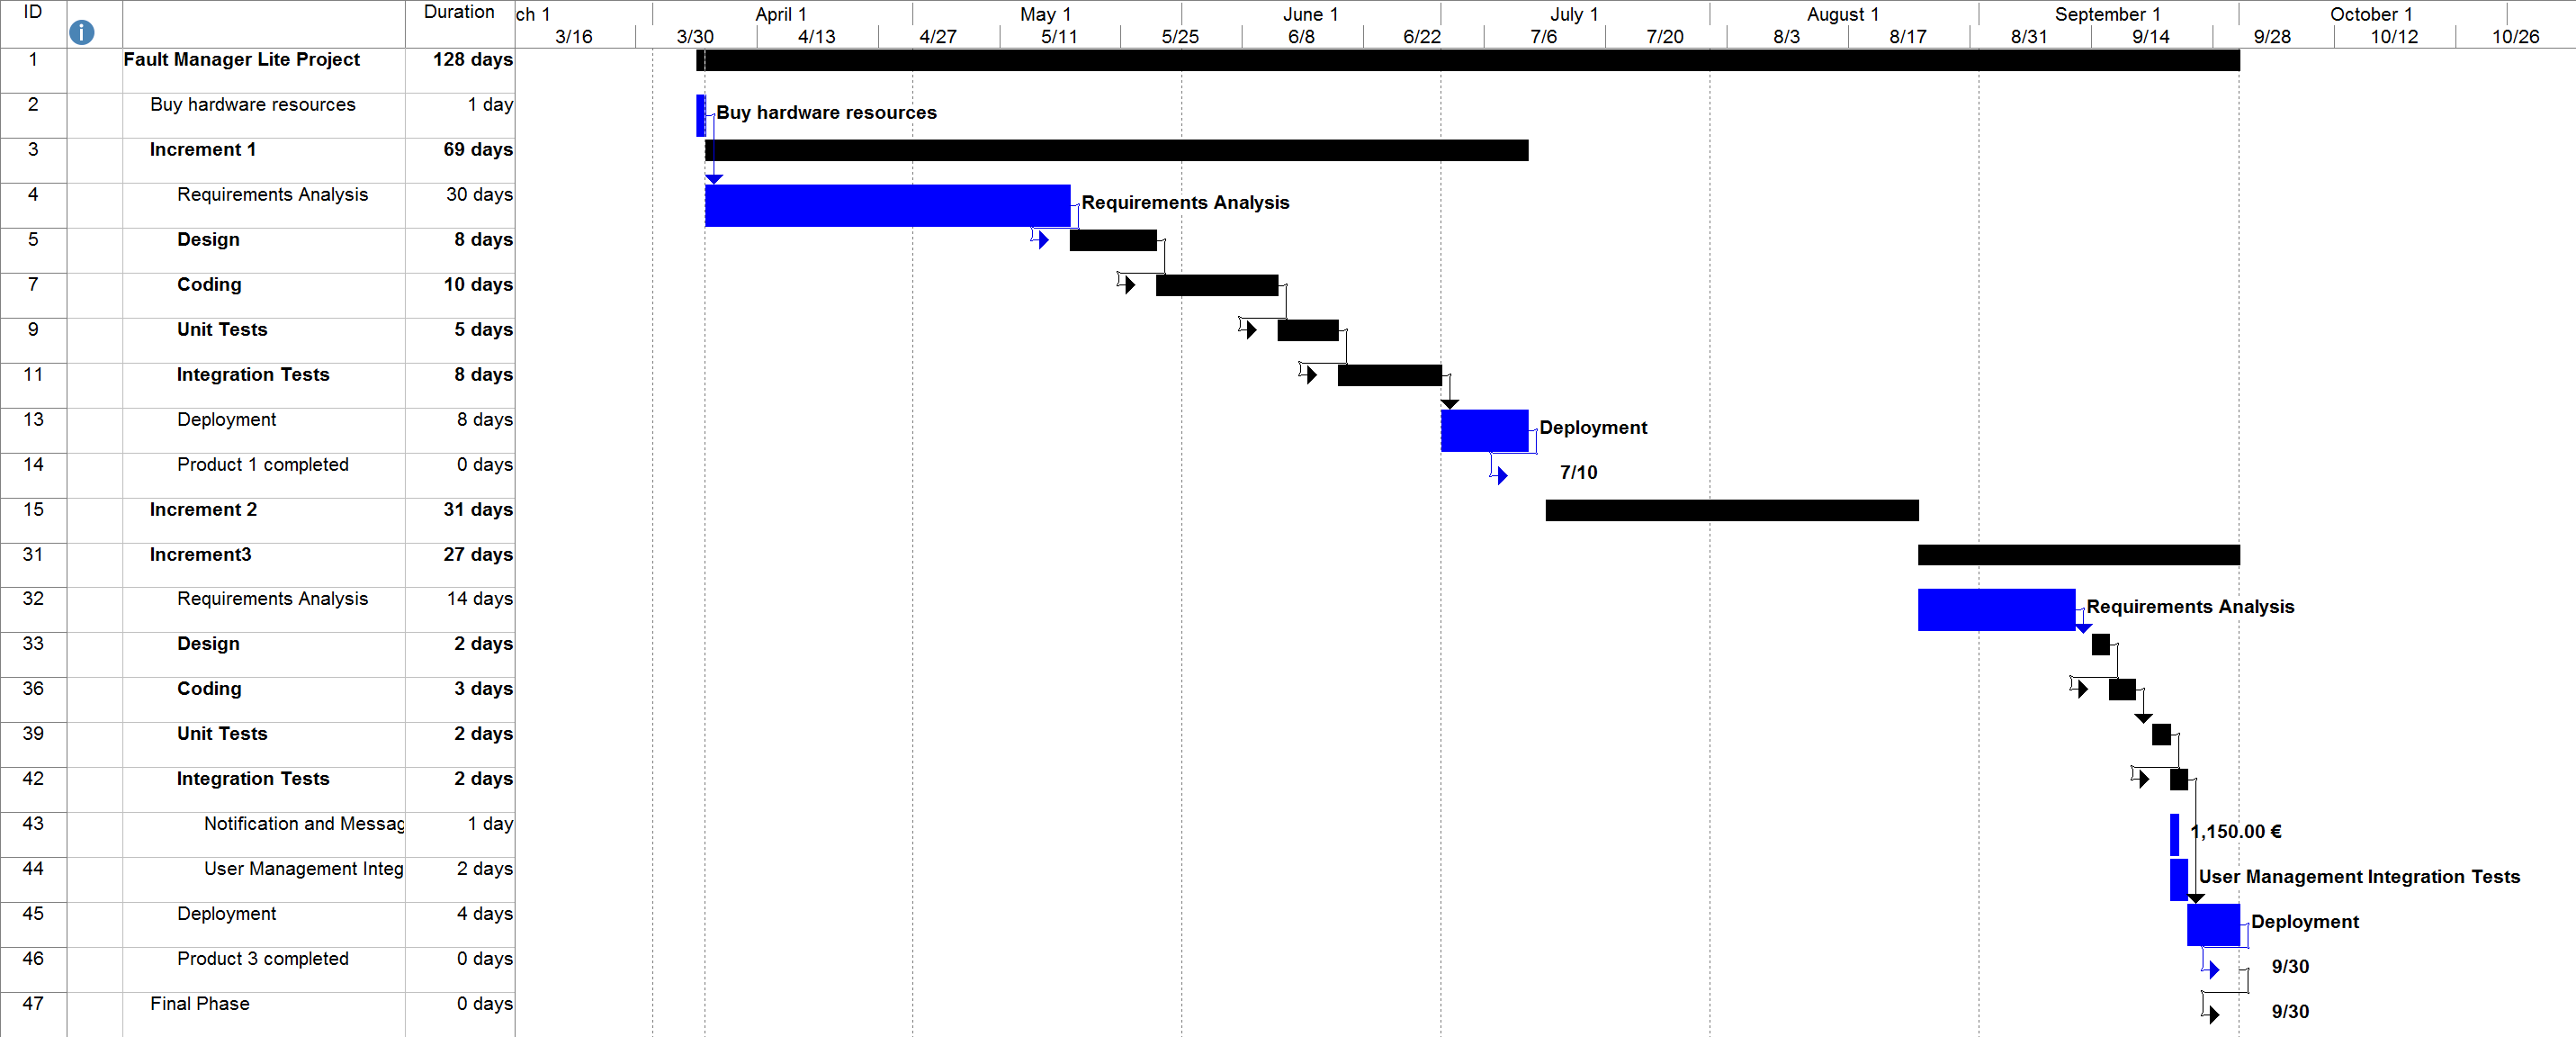 ID Duration ch 1 April 1 May 1 June 1 July 1 August 1 September 1 October 1
i 3/16 3/30 4/13 4/27 5/11 5/25 6/8 6/22 7/6 7/20 8/3 8/17 8/31 9/14 9/28 10/12 10/26
1 Fault Manager Lite Project 128 days
2 Buy hardware resources 1 day Buy hardware resources
3 Increment 1 69 days
4 Requirements Analysis 30 days Requirements Analysis
5 Design 8 days
7 Coding 10 days
9 Unit Tests 5 days
11 Integration Tests 8 days
13 Deployment 8 days Deployment
14 Product 1 completed 0 days 7/10
15 Increment 2 31 days
31 Increment3 27 days
32 Requirements Analysis 14 days Requirements Analysis
33 Design 2 days
36 Coding 3 days
39 Unit Tests 2 days
42 Integration Tests 2 days
43 Notification and Messag 1 day 1,150.00 €
44 User Management Integ 2 days User Management Integration Tests
45 Deployment 4 days Deployment
46 Product 3 completed 0 days 9/30
47 Final Phase 0 days 9/30